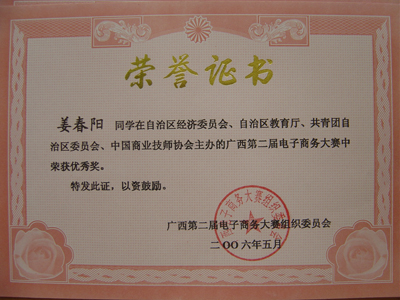 荣誉证书
姜春阳 同学在自治区经济委员会、自治区教育厅、共青团自
治区委员会、中国商业技师协会主办的广西第二届电子商务大赛中
荣获优秀奖。
特发此证，以资鼓励。
广西第二届电子商务大赛组织委员会
二OO六年五月